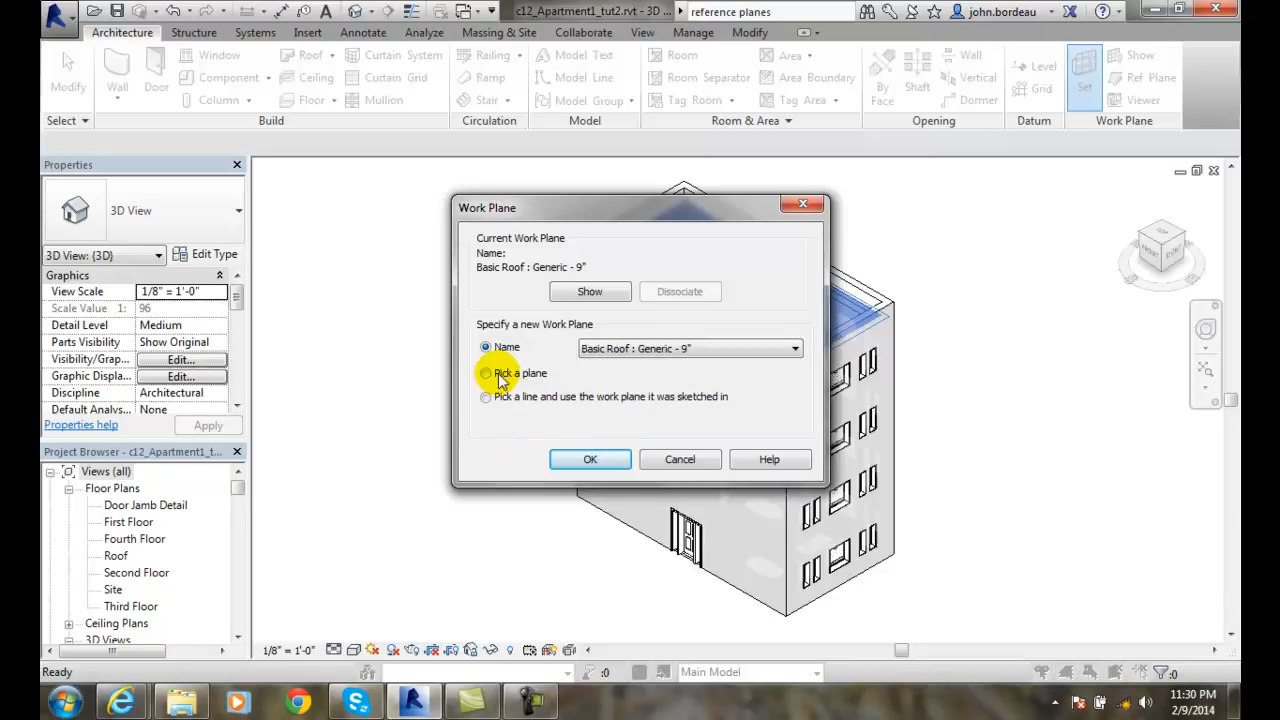 c12_Apartment1_tut2.rvt - 3D ...
reference planes
john.bordeau
Architecture Structure Systems Insert Annotate Analyze Massing & Site Collaborate View Manage Modify
Modify
Wall
Door
Window
Component
Column
Roof
Ceiling
Floor
Curtain System
Curtain Grid
Mullion
Railing
Ramp
Stair
Model Text
Model Line
Model Group
Room
Room Separator
Tag Room
Area
Area Boundary
Tag Area
By
Face
Shaft
Wall
Vertical
Dormer
Level
Grid
Set
Show
Ref Plane
Viewer
Select Build Circulation Model Room & Area Opening Datum Work Plane
Properties
3D View
3D View: {3D} Edit Type
Graphics
View Scale 1/8" = 1'-0"
Scale Value 1: 96
Detail Level Medium
Parts Visibility Show Original
Visibility/Grap... Edit...
Graphic Displa... Edit...
Discipline Architectural
Default Analys... None
Properties help Apply
Project Browser - c12_Apartment1_t...
Views (all)
Floor Plans
Door Jamb Detail
First Floor
Fourth Floor
Roof
Second Floor
Site
Third Floor
Ceiling Plans
3D Views
Work Plane
Current Work Plane
Name:
Basic Roof : Generic - 9"
Show Dissociate
Specify a new Work Plane
Name Basic Roof : Generic - 9"
Pick a plane
Pick a line and use the work plane it was sketched in
OK Cancel Help
1/8" = 1'-0"
Ready
:0
Main Model
:0
11:30 PM
2/9/2014